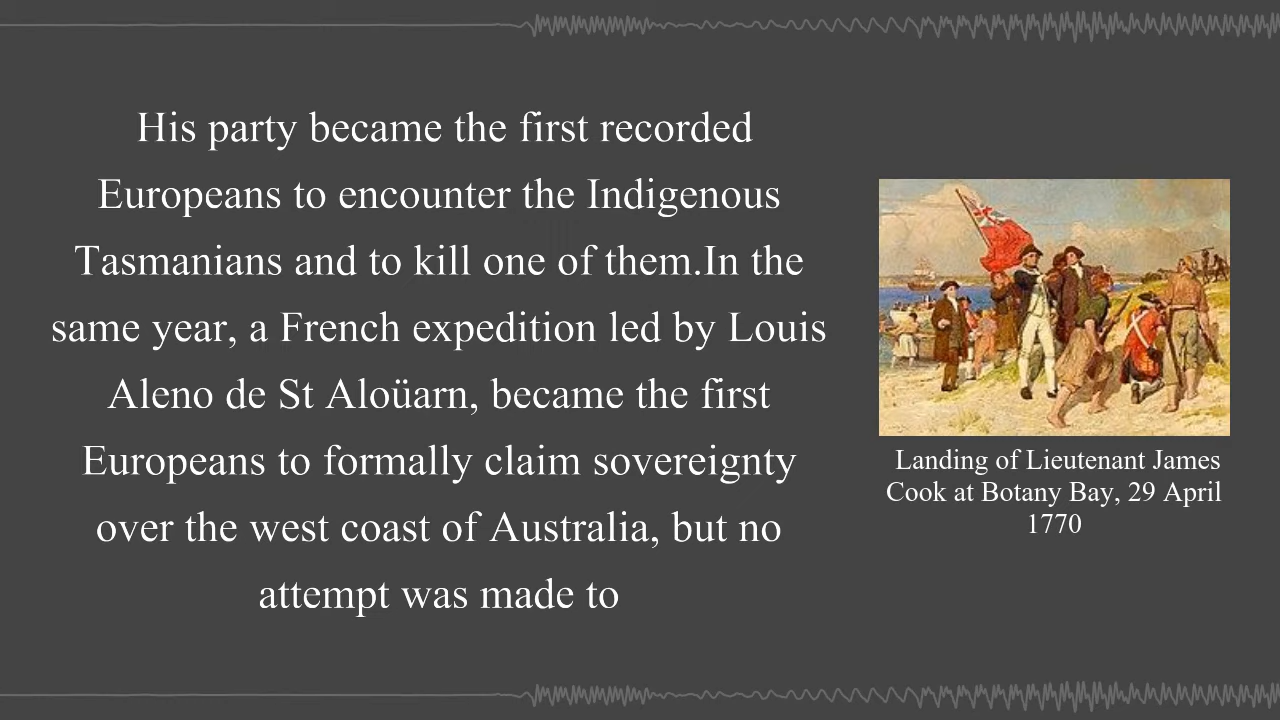 His party became the first recorded
Europeans to encounter the Indigenous
Tasmanians and to kill one of them.In the
same year, a French expedition led by Louis
Aleno de St Aloüarn, became the first
Europeans to formally claim sovereignty
over the west coast of Australia, but no
attempt was made to
Landing of Lieutenant James
Cook at Botany Bay, 29 April
1770